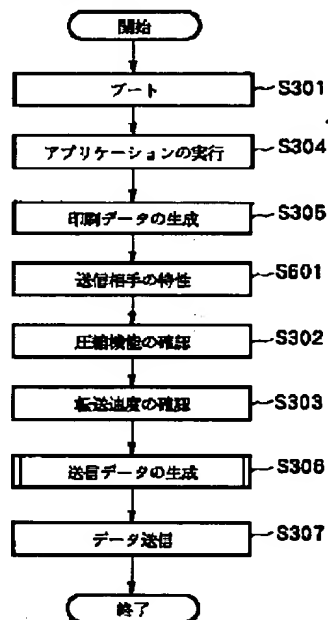 開始
ブート
S301
アプリケーションの実行
S304
印刷データの生成
S305
送信相手の特性
S601
圧縮機能の確認
S302
転送速度の確認
S303
送信データの生成
S306
データ送信
S307
終了